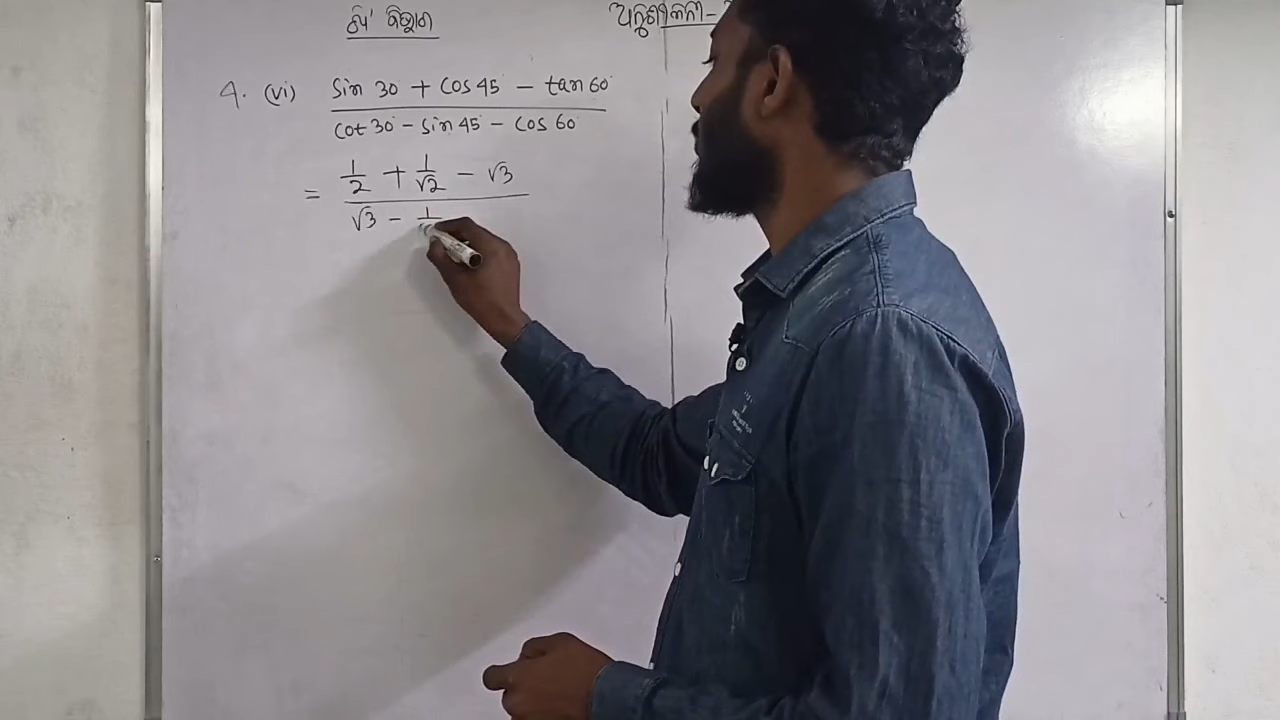 'ଖ' ବିଭାଗ
ଅନୁଶୀଳନୀ -
4. (vi) sin 30° + cos 45° - tan 60°
cot 30° - sin 45° - cos 60°
= 1/2 + 1/√2 - √3
√3 - 1/